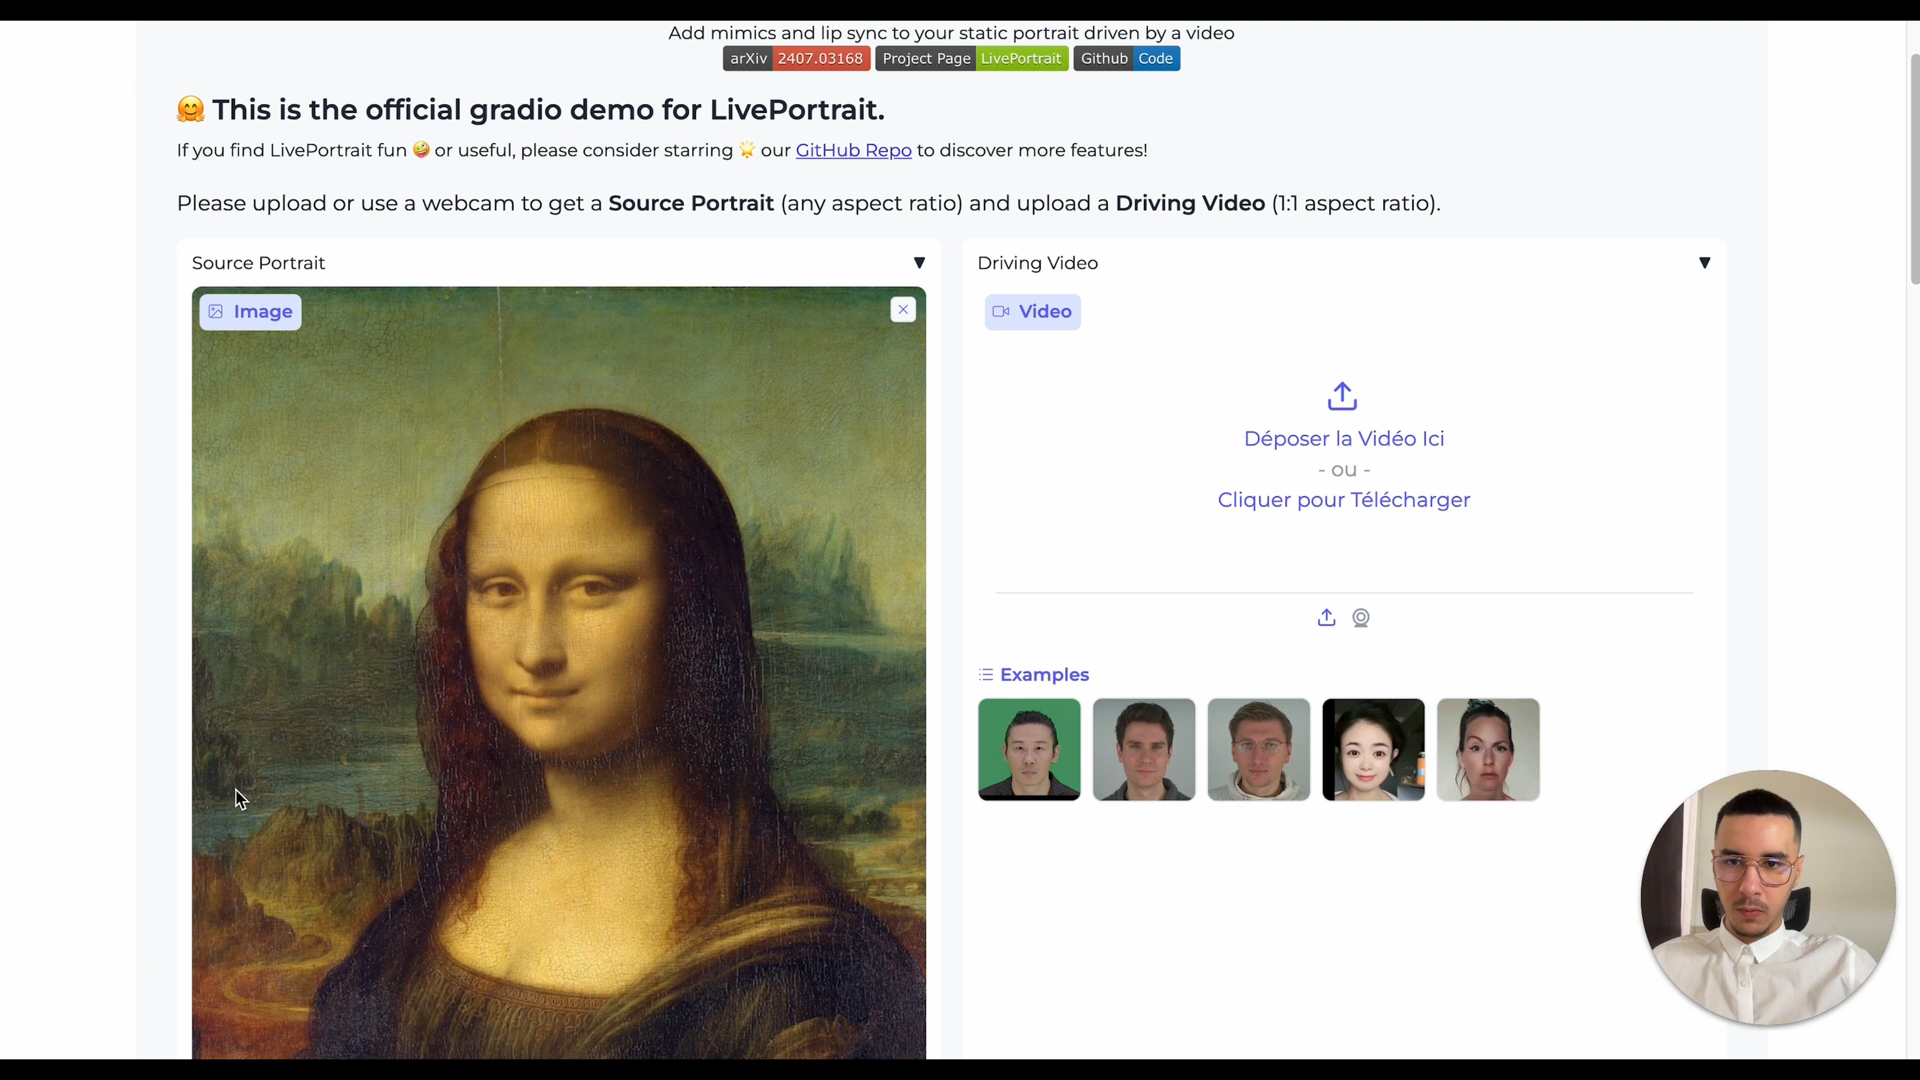 Add mimics and lip sync to your static portrait driven by a video
arXiv 2407.03168 Project Page LivePortrait Github Code
🤗 This is the official gradio demo for LivePortrait.
If you find LivePortrait fun 🤪 or useful, please consider starring 🌟 our GitHub Repo to discover more features!
Please upload or use a webcam to get a Source Portrait (any aspect ratio) and upload a Driving Video (1:1 aspect ratio).
Source Portrait ▼
Image
Driving Video ▼
Video
Déposer la Vidéo Ici
- ou -
Cliquer pour Télécharger
Examples